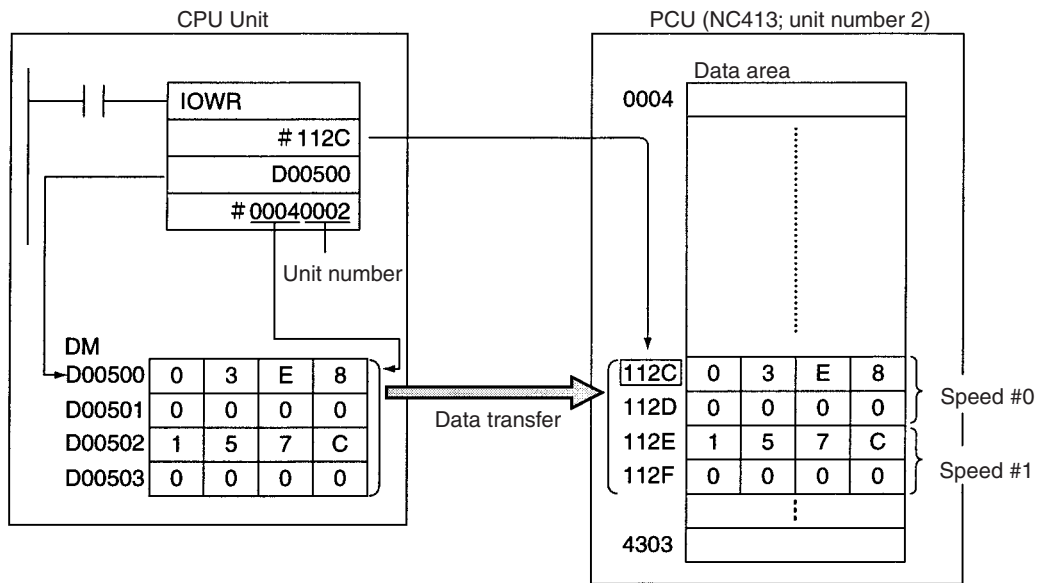 CPU Unit
PCU (NC413; unit number 2)
IOWR
#112C
D00500
#00040002
Unit number
DM
D00500 0 3 E 8
D00501 0 0 0 0
D00502 1 5 7 C
D00503 0 0 0 0
Data transfer
Data area
0004
112C 0 3 E 8
112D 0 0 0 0
112E 1 5 7 C
112F 0 0 0 0
Speed #0
Speed #1
4303